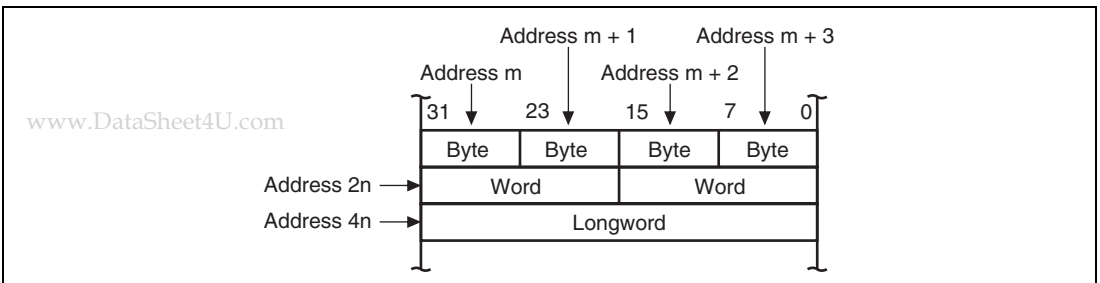 Address m + 1 Address m + 3
Address m Address m + 2
31 23 15 7 0
www.DataSheet4U.com
Byte Byte Byte Byte
Address 2n Word Word
Address 4n Longword